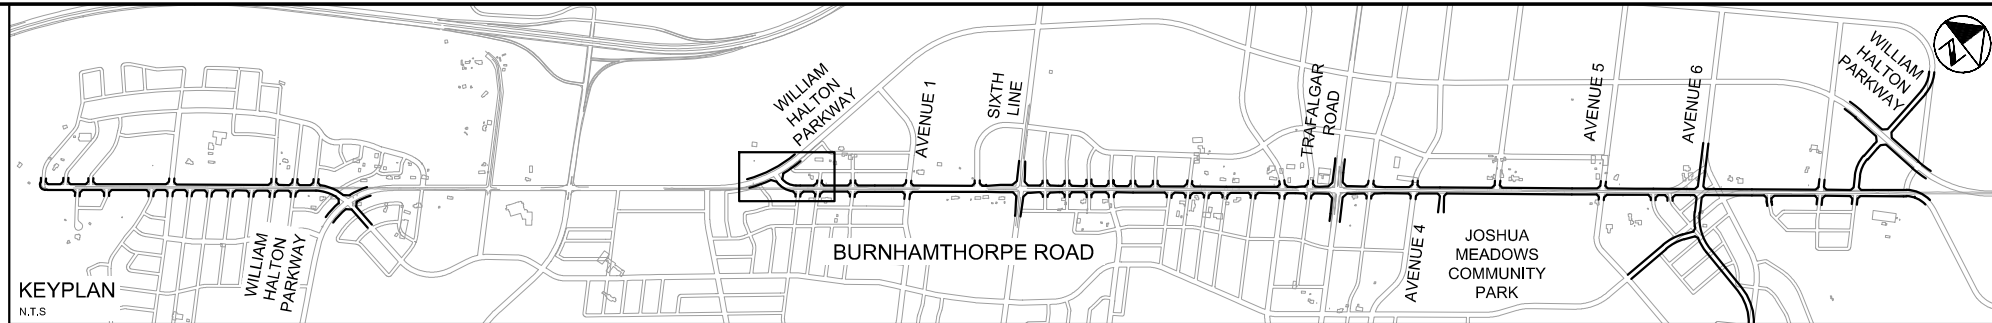 WILLIAM
HALTON
PARKWAY
AVENUE 1
SIXTH
LINE
TRAFALGAR
ROAD
AVENUE 5
AVENUE 6
WILLIAM
HALTON
PARKWAY
N
BURNHAMTHORPE ROAD
WILLIAM
HALTON
PARKWAY
AVENUE 4
JOSHUA
MEADOWS
COMMUNITY
PARK
KEYPLAN
N.T.S